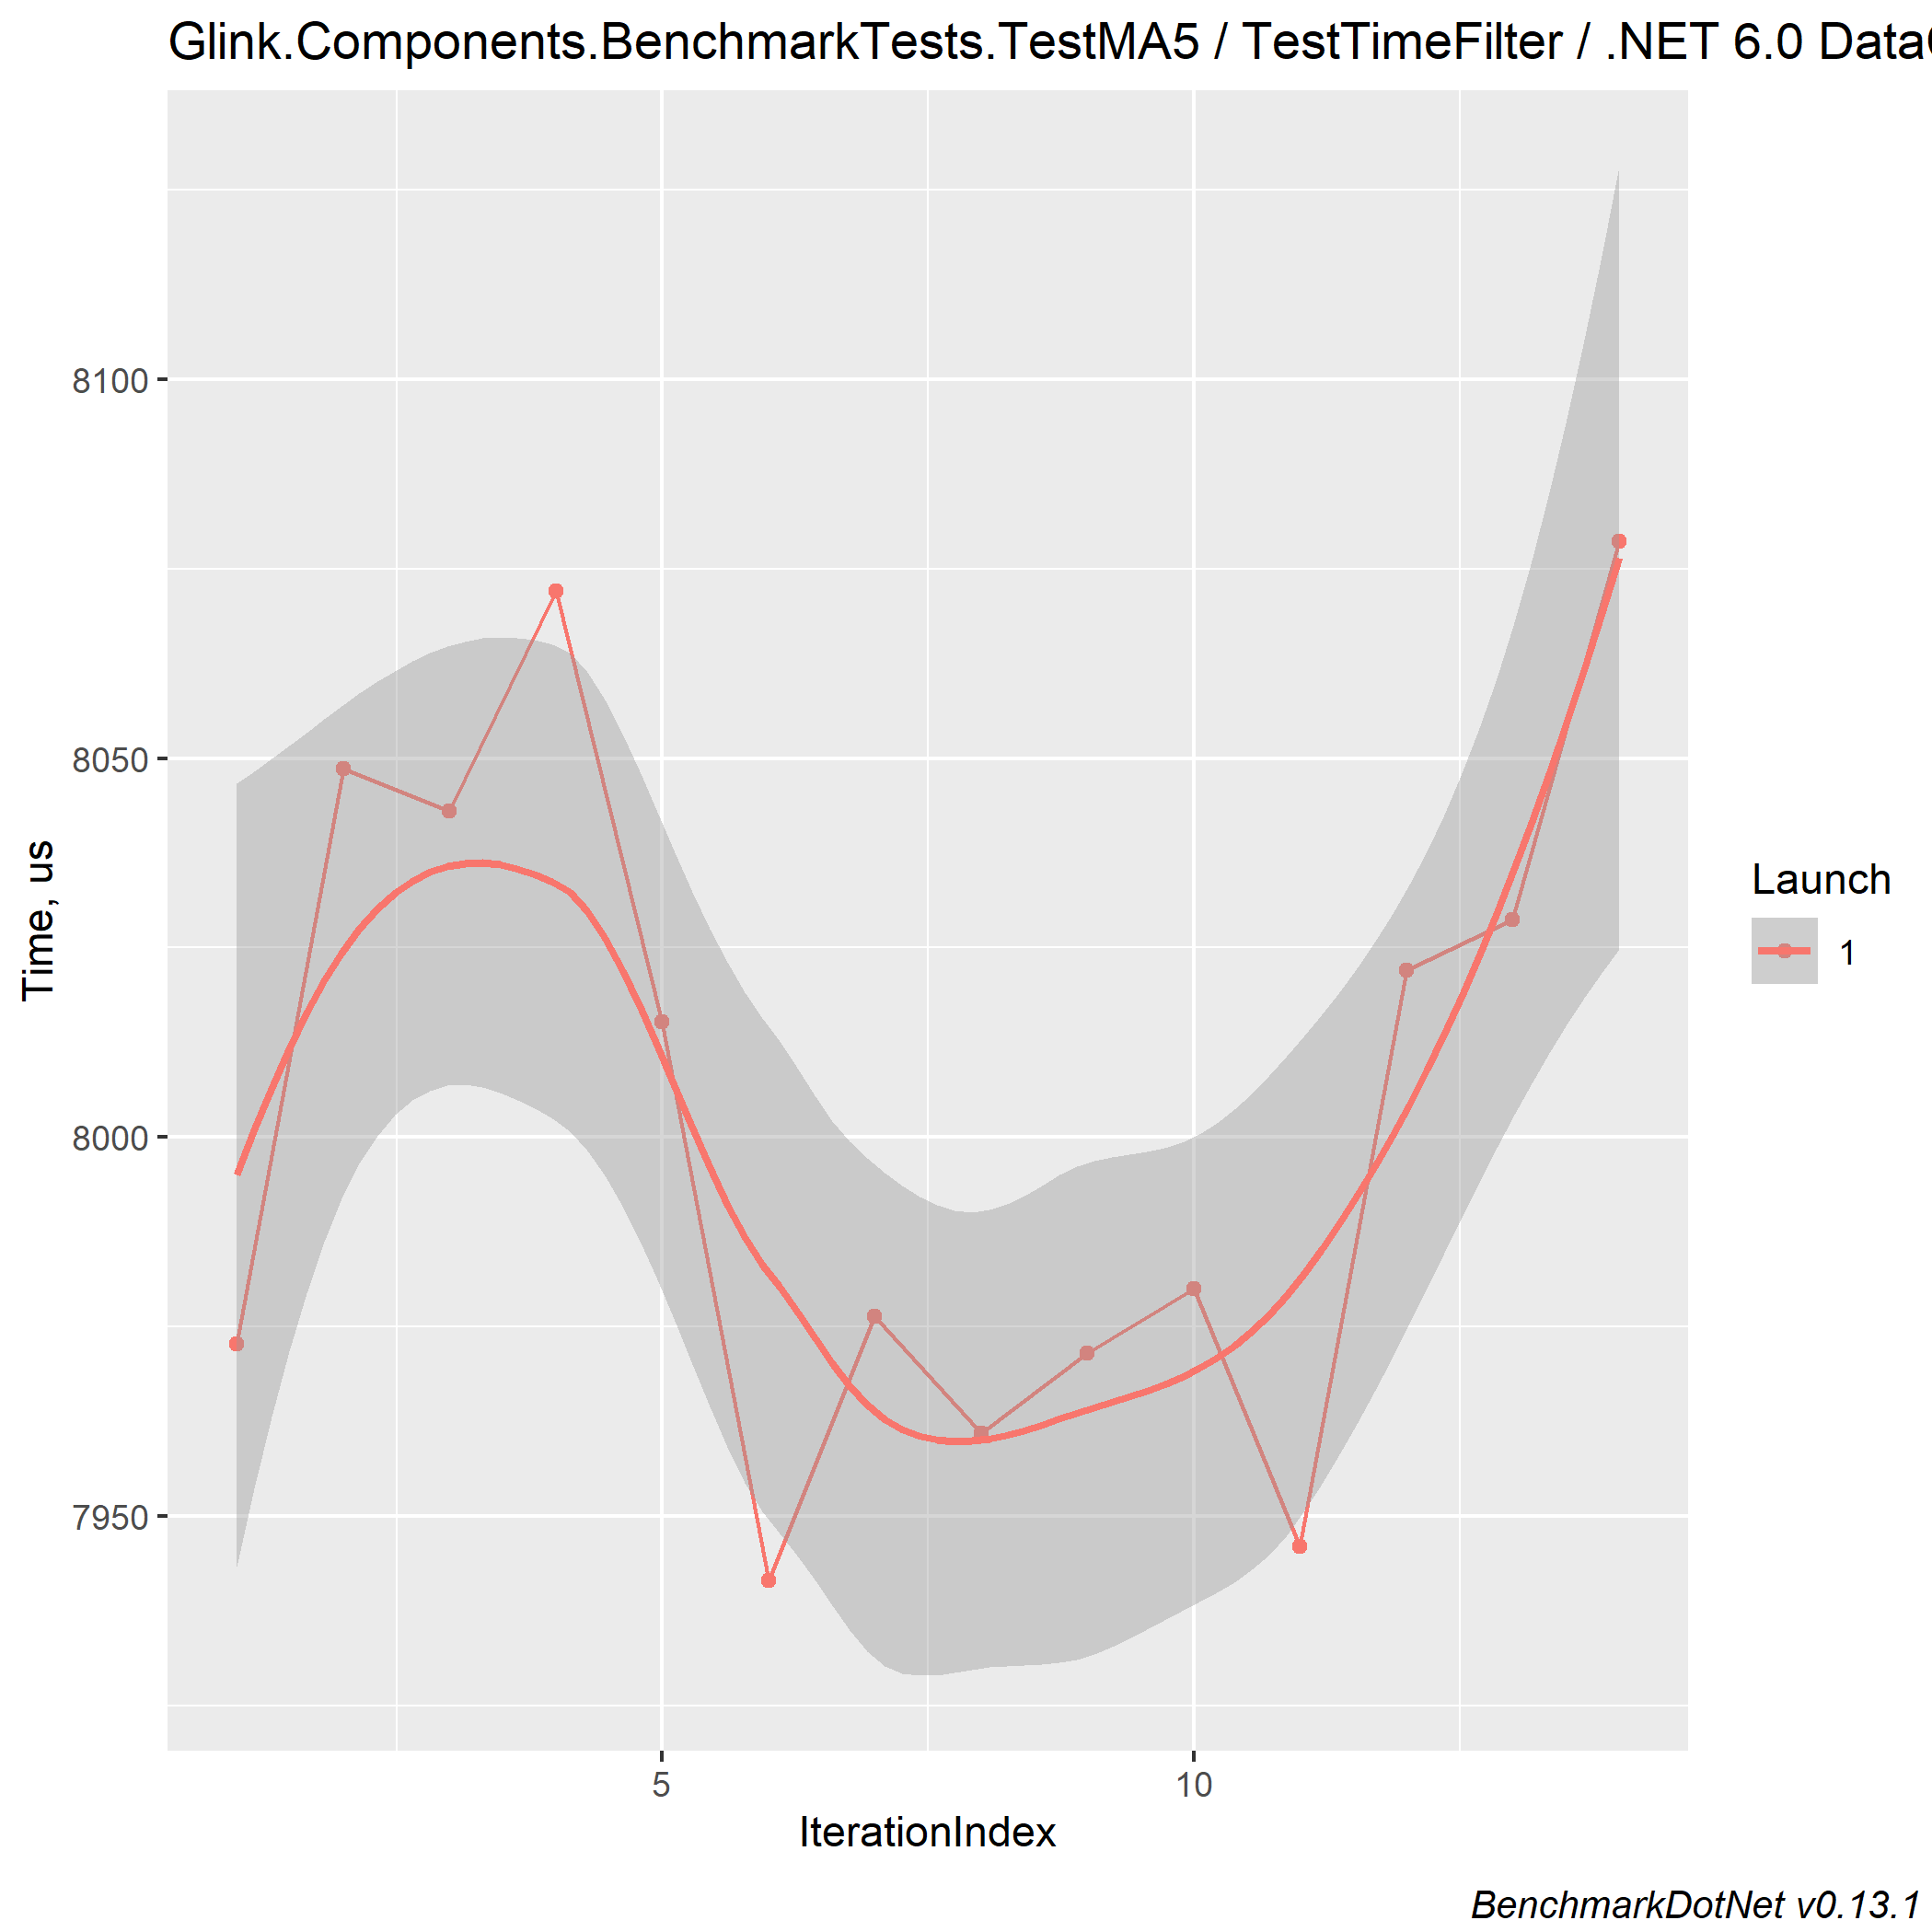 Glink.Components.BenchmarkTests.TestMA5 / TestTimeFilter / .NET 6.0
8100
8050
8000
7950
Time, us
5
10
IterationIndex
Launch
1
BenchmarkDotNet v0.13.1